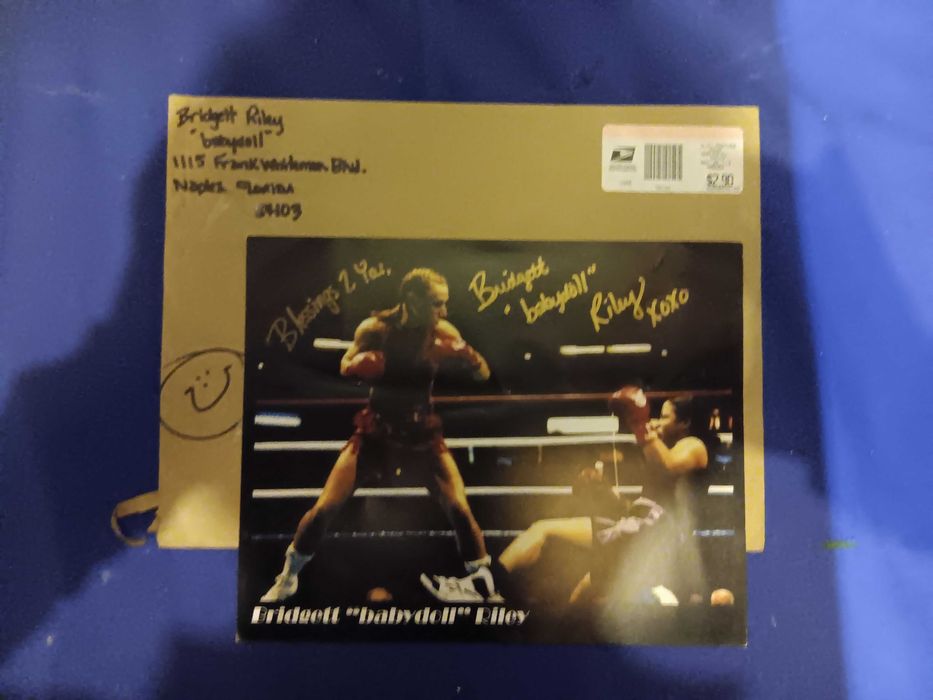 Bridgett Riley
"babydoll"
1115 Frank Whiteman Blvd.
Naples Florida
34103
$2.90
Blessings 2 You.
Bridgett
"babydoll"
Riley
xoxo
Bridgett "babydoll" Riley